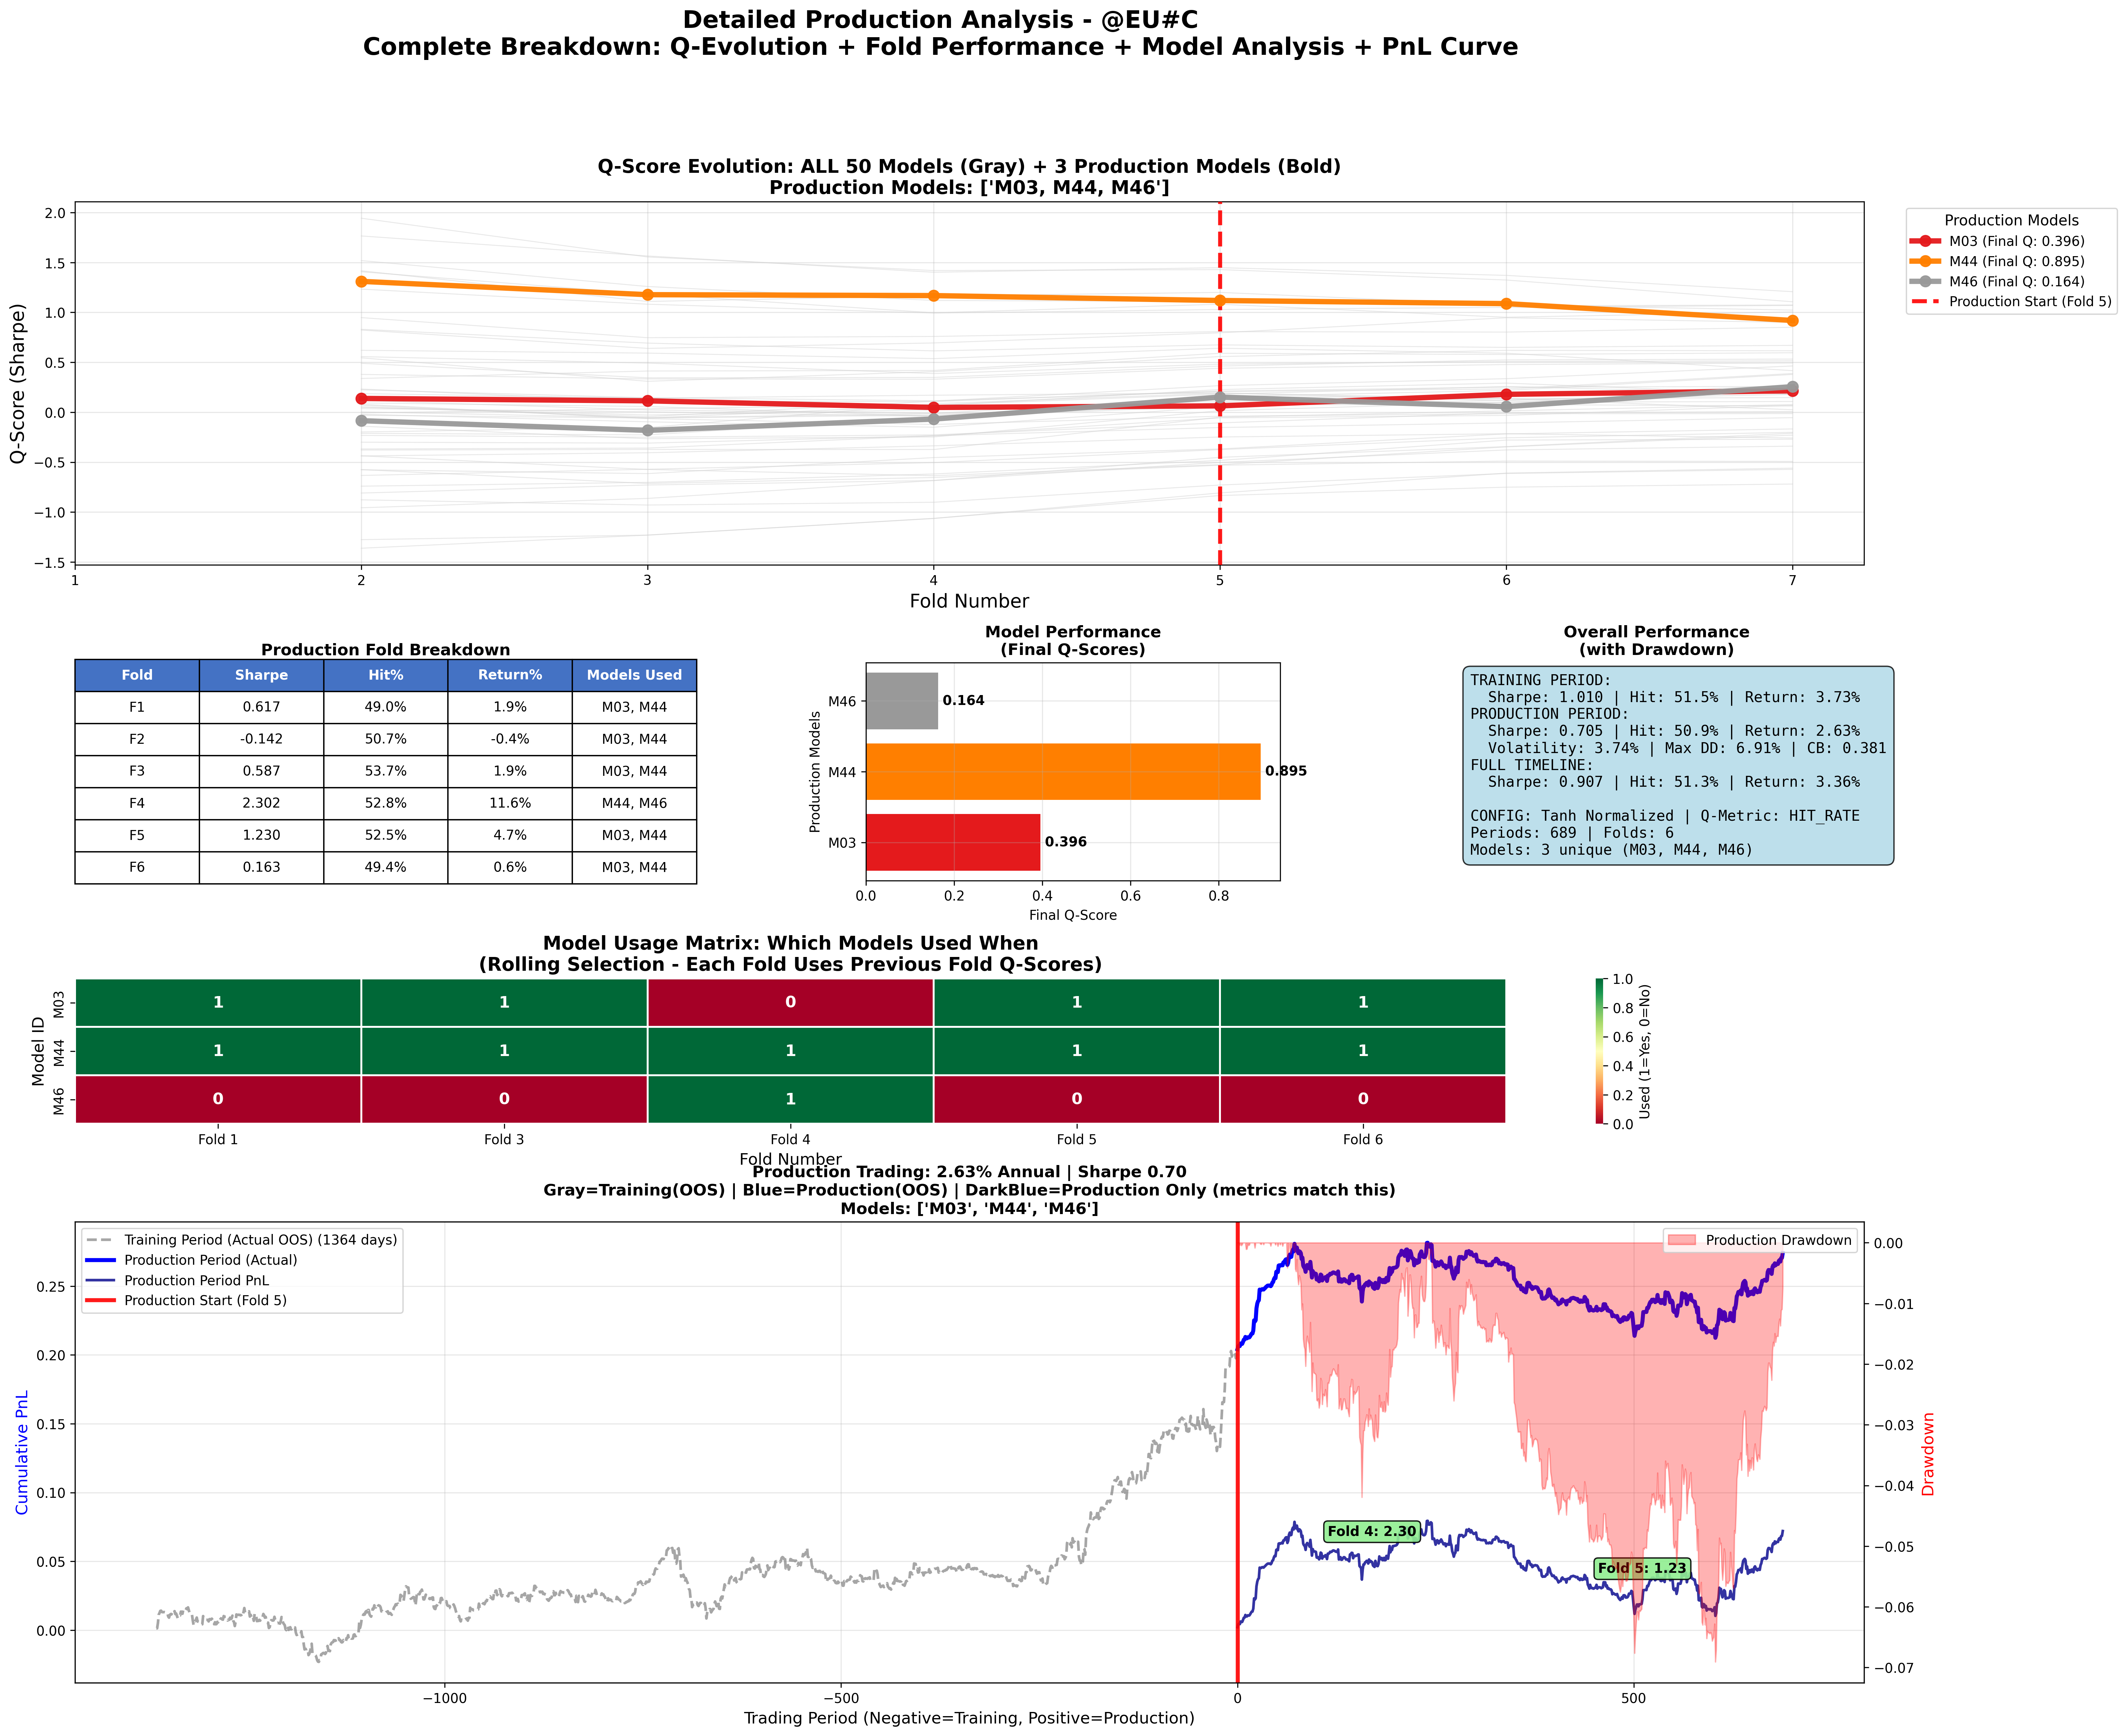 Detailed Production Analysis - @EU#C
Complete Breakdown: Q-Evolution + Fold Performance + Model Analysis + PnL Curve
Q-Score Evolution: ALL 50 Models (Gray) + 3 Production Models (Bold)
Production Models: ['M03, M44, M46']
Q-Score (Sharpe)
2.0
1.5
1.0
0.5
0.0
−0.5
−1.0
−1.5
1
2
3
4
5
6
7
Fold Number
Production Models
M03 (Final Q: 0.396)
M44 (Final Q: 0.895)
M46 (Final Q: 0.164)
Production Start (Fold 5)
Production Fold Breakdown
Fold Sharpe Hit% Return% Models Used
F1 0.617 49.0% 1.9% M03, M44
F2 -0.142 50.7% -0.4% M03, M44
F3 0.587 53.7% 1.9% M03, M44
F4 2.302 52.8% 11.6% M44, M46
F5 1.230 52.5% 4.7% M03, M44
F6 0.163 49.4% 0.6% M03, M44
Model Performance
(Final Q-Scores)
Production Models
M46
0.164
M44
0.895
M03
0.396
0.0
0.2
0.4
0.6
0.8
Final Q-Score
Overall Performance
(with Drawdown)
TRAINING PERIOD:
Sharpe: 1.010 | Hit: 51.5% | Return: 3.73%
PRODUCTION PERIOD:
Sharpe: 0.705 | Hit: 50.9% | Return: 2.63%
Volatility: 3.74% | Max DD: 6.91% | CB: 0.381
FULL TIMELINE:
Sharpe: 0.907 | Hit: 51.3% | Return: 3.36%
CONFIG: Tanh Normalized | Q-Metric: HIT_RATE
Periods: 689 | Folds: 6
Models: 3 unique (M03, M44, M46)
Model Usage Matrix: Which Models Used When
(Rolling Selection - Each Fold Uses Previous Fold Q-Scores)
Model ID
M03
1 1 0 1 1
M44
1 1 1 1 1
M46
0 0 1 0 0
Fold 1
Fold 3
Fold 4
Fold 5
Fold 6
Fold Number
1.0
0.8
0.6
0.4
0.2
0.0
Used (1=Yes, 0=No)
Production Trading: 2.63% Annual | Sharpe 0.70
Gray=Training(OOS) | Blue=Production(OOS) | DarkBlue=Production Only (metrics match this)
Models: ['M03', 'M44', 'M46']
Training Period (Actual OOS) (1364 days)
Production Period (Actual)
Production Period PnL
Production Start (Fold 5)
Production Drawdown
Cumulative PnL
0.25
0.20
0.15
0.10
0.05
0.00
Fold 4: 2.30
Fold 5: 1.23
0.00
−0.01
−0.02
−0.03
−0.04
−0.05
−0.06
−0.07
Drawdown
−1000
−500
0
500
Trading Period (Negative=Training, Positive=Production)